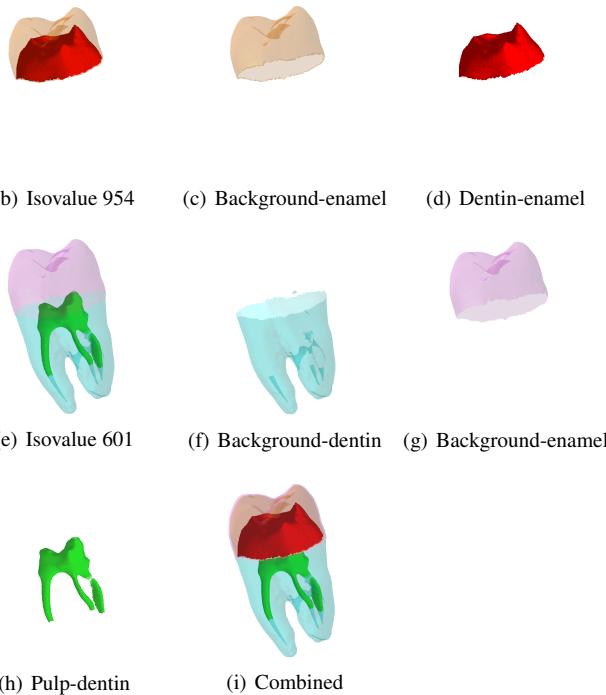 b) Isovalue 954
(c) Background-enamel
(d) Dentin-enamel
(e) Isovalue 601
(f) Background-dentin
(g) Background-enamel
(h) Pulp-dentin
(i) Combined